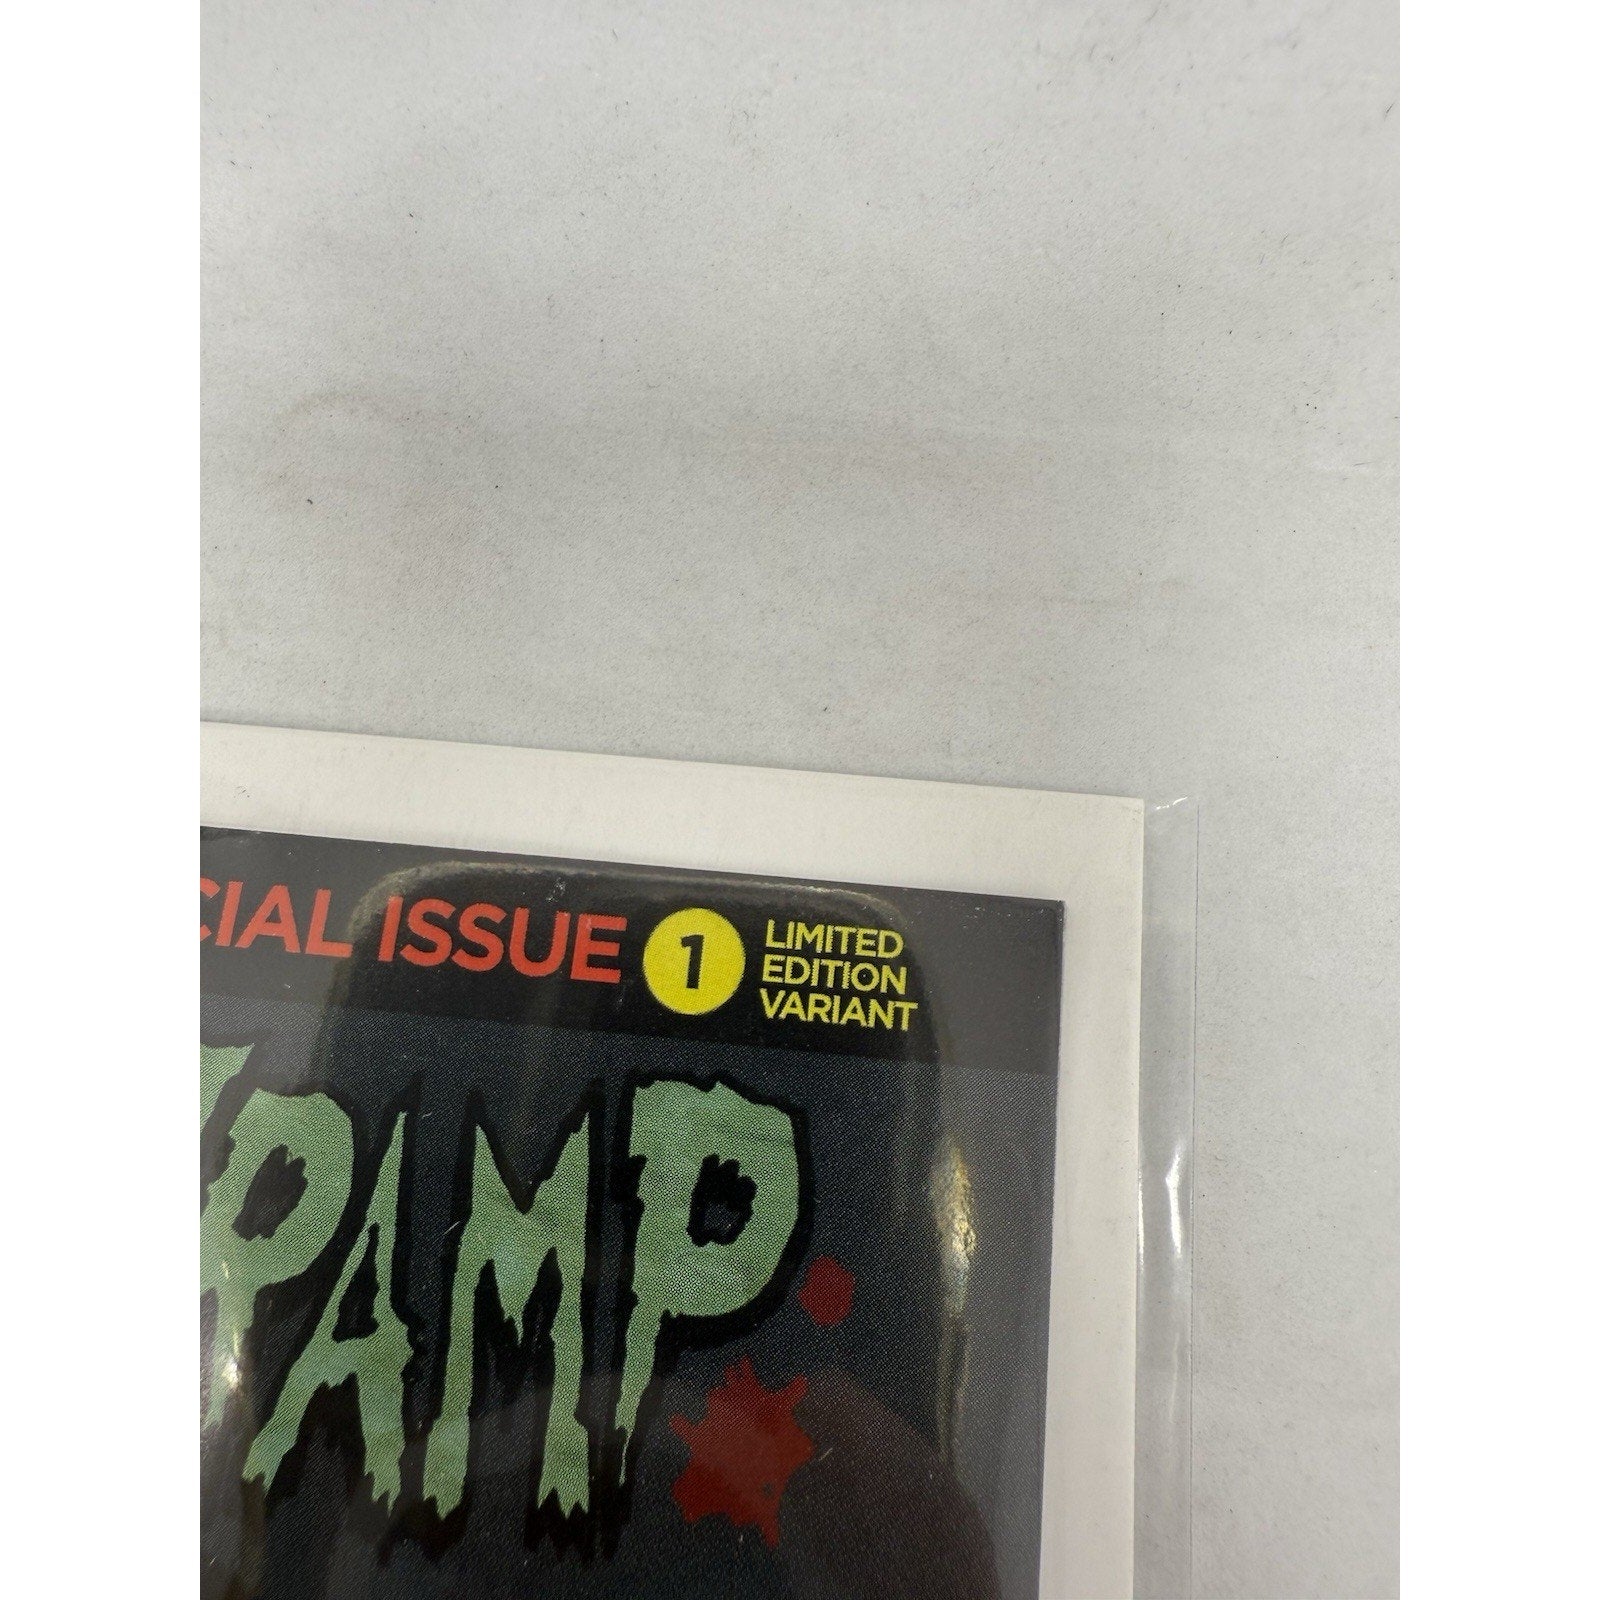 CIAL ISSUE 1 LIMITED
EDITION
VARIANT
PAMP